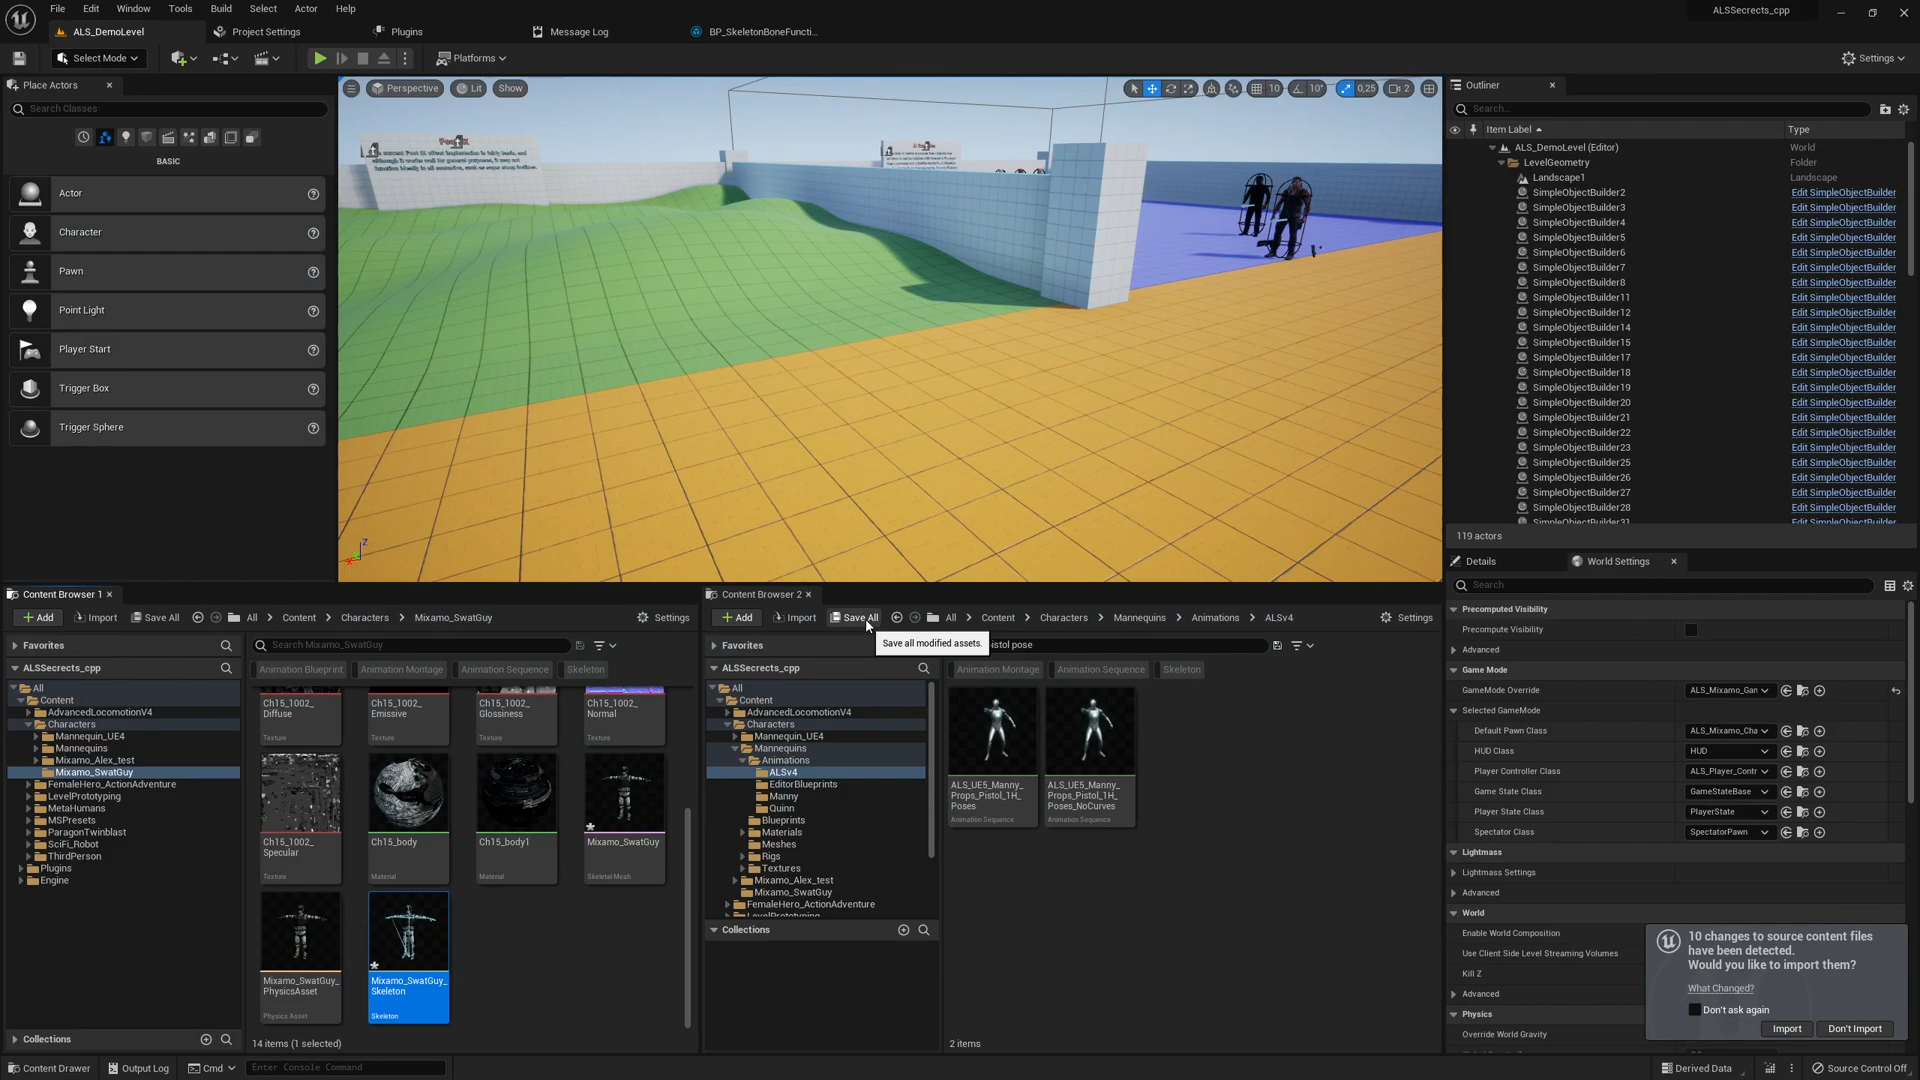 File
Edit
Window
Tools
Build
Select
Actor
Help
ALSSecrects_cpp
ALS_DemoLevel
Project Settings
Plugins
Message Log
BP_SkeletonBoneFuncti...
Select Mode
Platforms
Settings
Place Actors
Search Classes
BASIC
Actor
Character
Pawn
Point Light
Player Start
Trigger Box
Trigger Sphere
Perspective
Lit
Show
10
10°
0,25
2
Outliner
Search...
Item Label
Type
ALS_DemoLevel (Editor)
World
LevelGeometry
Folder
Landscape1
Landscape
SimpleObjectBuilder2
Edit SimpleObjectBuilder
SimpleObjectBuilder3
Edit SimpleObjectBuilder
SimpleObjectBuilder4
Edit SimpleObjectBuilder
SimpleObjectBuilder5
Edit SimpleObjectBuilder
SimpleObjectBuilder6
Edit SimpleObjectBuilder
SimpleObjectBuilder7
Edit SimpleObjectBuilder
SimpleObjectBuilder8
Edit SimpleObjectBuilder
SimpleObjectBuilder11
Edit SimpleObjectBuilder
SimpleObjectBuilder12
Edit SimpleObjectBuilder
SimpleObjectBuilder14
Edit SimpleObjectBuilder
SimpleObjectBuilder15
Edit SimpleObjectBuilder
SimpleObjectBuilder17
Edit SimpleObjectBuilder
SimpleObjectBuilder18
Edit SimpleObjectBuilder
SimpleObjectBuilder19
Edit SimpleObjectBuilder
SimpleObjectBuilder20
Edit SimpleObjectBuilder
SimpleObjectBuilder21
Edit SimpleObjectBuilder
SimpleObjectBuilder22
Edit SimpleObjectBuilder
SimpleObjectBuilder23
Edit SimpleObjectBuilder
SimpleObjectBuilder25
Edit SimpleObjectBuilder
SimpleObjectBuilder26
Edit SimpleObjectBuilder
SimpleObjectBuilder27
Edit SimpleObjectBuilder
SimpleObjectBuilder28
Edit SimpleObjectBuilder
SimpleObjectBuilder31
Edit SimpleObjectBuilder
119 actors
Details
World Settings
Search
Precomputed Visibility
Precompute Visibility
Advanced
Game Mode
GameMode Override
ALS_Mixamo_Gan
Selected GameMode
Default Pawn Class
ALS_Mixamo_Cha
HUD Class
HUD
Player Controller Class
ALS_Player_Contr
Game State Class
GameStateBase
Player State Class
PlayerState
Spectator Class
SpectatorPawn
Lightmass
Lightmass Settings
Advanced
World
Enable World Composition
Use Client Side Level Streaming Volumes
Kill Z
Advanced
Physics
Override World Gravity
10 changes to source content files
have been detected.
Would you like to import them?
What Changed?
Don't ask again
Import
Don't Import
Content Browser 1
Add
Import
Save All
All
Content
Characters
Mixamo_SwatGuy
Settings
Favorites
Search Mixamo_SwatGuy
ALSSecrects_cpp
Animation Blueprint
Animation Montage
Animation Sequence
Skeleton
All
Content
AdvancedLocomotionV4
Characters
Mannequin_UE4
Mannequins
Mixamo_Alex_test
Mixamo_SwatGuy
FemaleHero_ActionAdventure
LevelPrototyping
MetaHumans
MSPresets
ParagonTwinblast
SciFi_Robot
ThirdPerson
Plugins
Engine
Collections
Ch15_1002_
Diffuse
Texture
Ch15_1002_
Emissive
Texture
Ch15_1002_
Glossiness
Texture
Ch15_1002_
Normal
Texture
Ch15_1002_
Specular
Texture
Ch15_body
Material
Ch15_body1
Material
Mixamo_SwatGuy
Skeletal Mesh
Mixamo_SwatGuy_
PhysicsAsset
Physics Asset
Mixamo_SwatGuy_
Skeleton
Skeleton
14 items (1 selected)
Content Browser 2
Add
Import
Save All
All
Content
Characters
Mannequins
Animations
ALSv4
Settings
Save all modified assets.
istol pose
Favorites
ALSSecrects_cpp
Animation Montage
Animation Sequence
Skeleton
All
Content
AdvancedLocomotionV4
Characters
Mannequin_UE4
Mannequins
Animations
ALSv4
EditorBlueprints
Manny
Quinn
Blueprints
Materials
Meshes
Rigs
Textures
Mixamo_Alex_test
Mixamo_SwatGuy
FemaleHero_ActionAdventure
LevelPrototyping
Collections
ALS_UE5_Manny_
Props_Pistol_1H_
Poses
Animation Sequence
ALS_UE5_Manny_
Props_Pistol_1H_
Poses_NoCurves
Animation Sequence
2 items
Content Drawer
Output Log
Cmd
Enter Console Command
Derived Data
Source Control Off